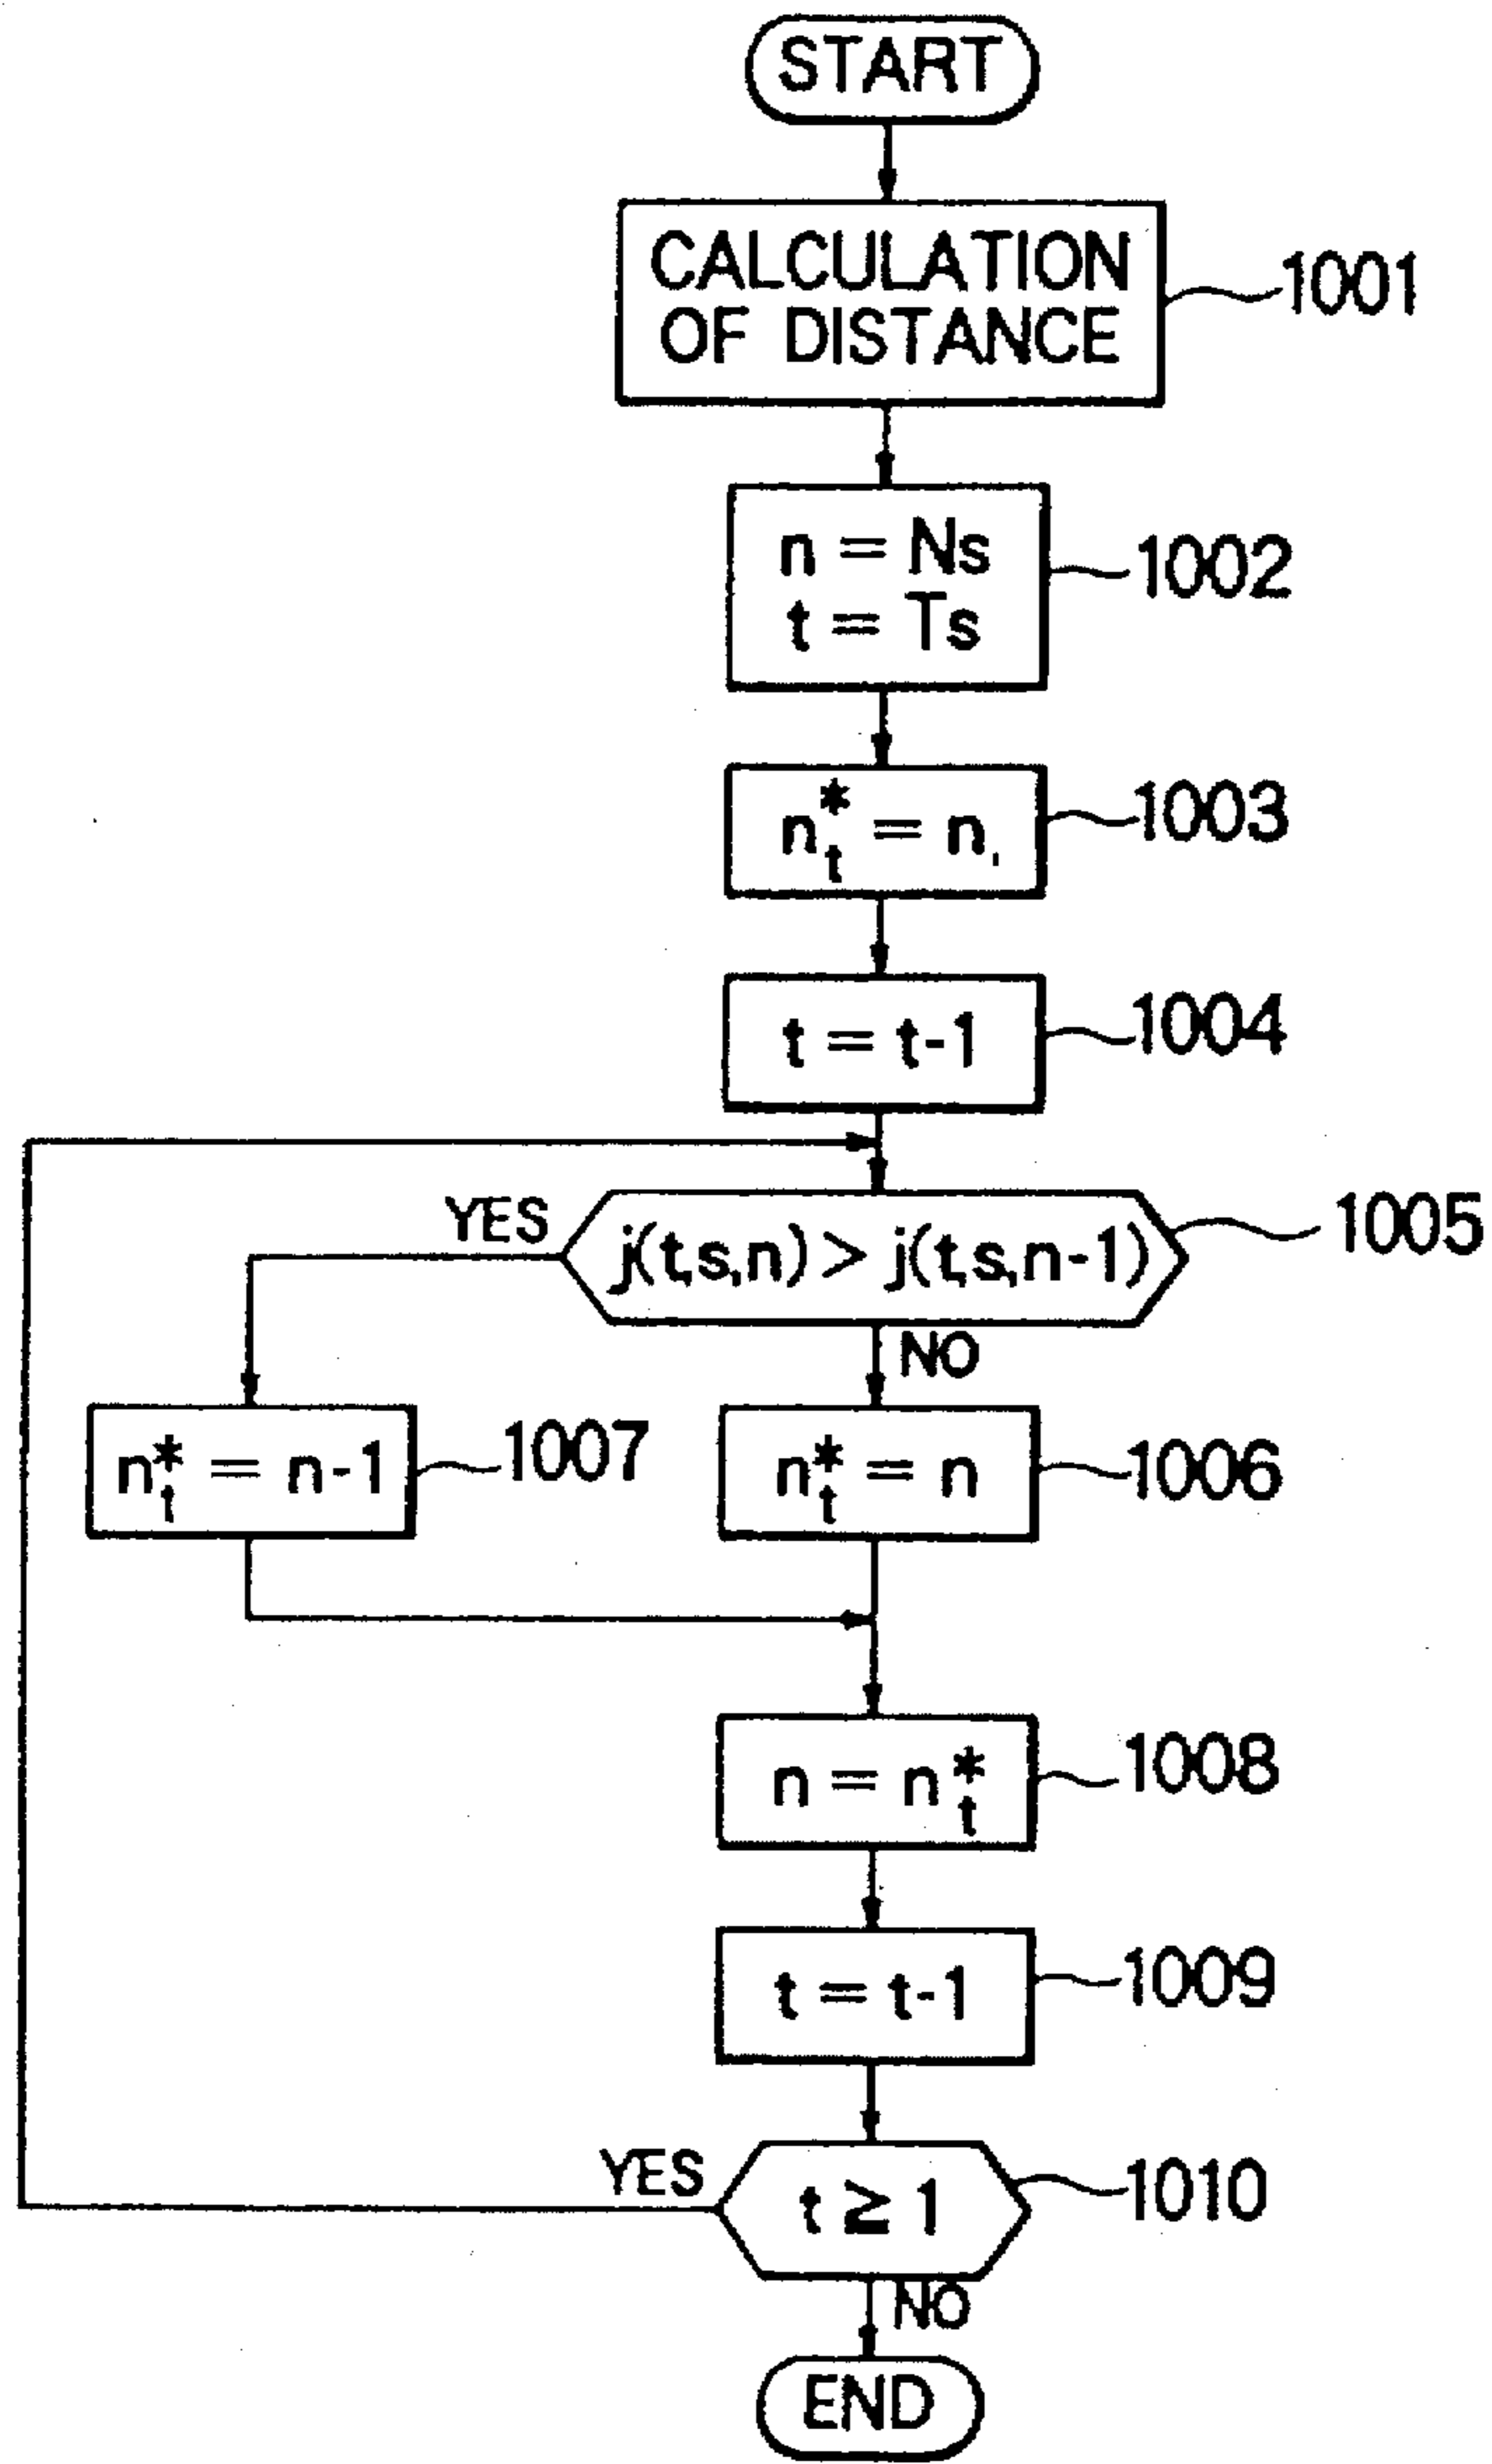 START
CALCULATION
OF DISTANCE
1001
n = Ns
t = Ts
1002
n*t = n
1003
t = t-1
1004
YES
j(t,s,n) > j(t,s,n-1)
1005
NO
n*t = n-1
1007
n*t = n
1006
n = n*t
1008
t = t-1
1009
YES
t ≧ 1
1010
NO
END